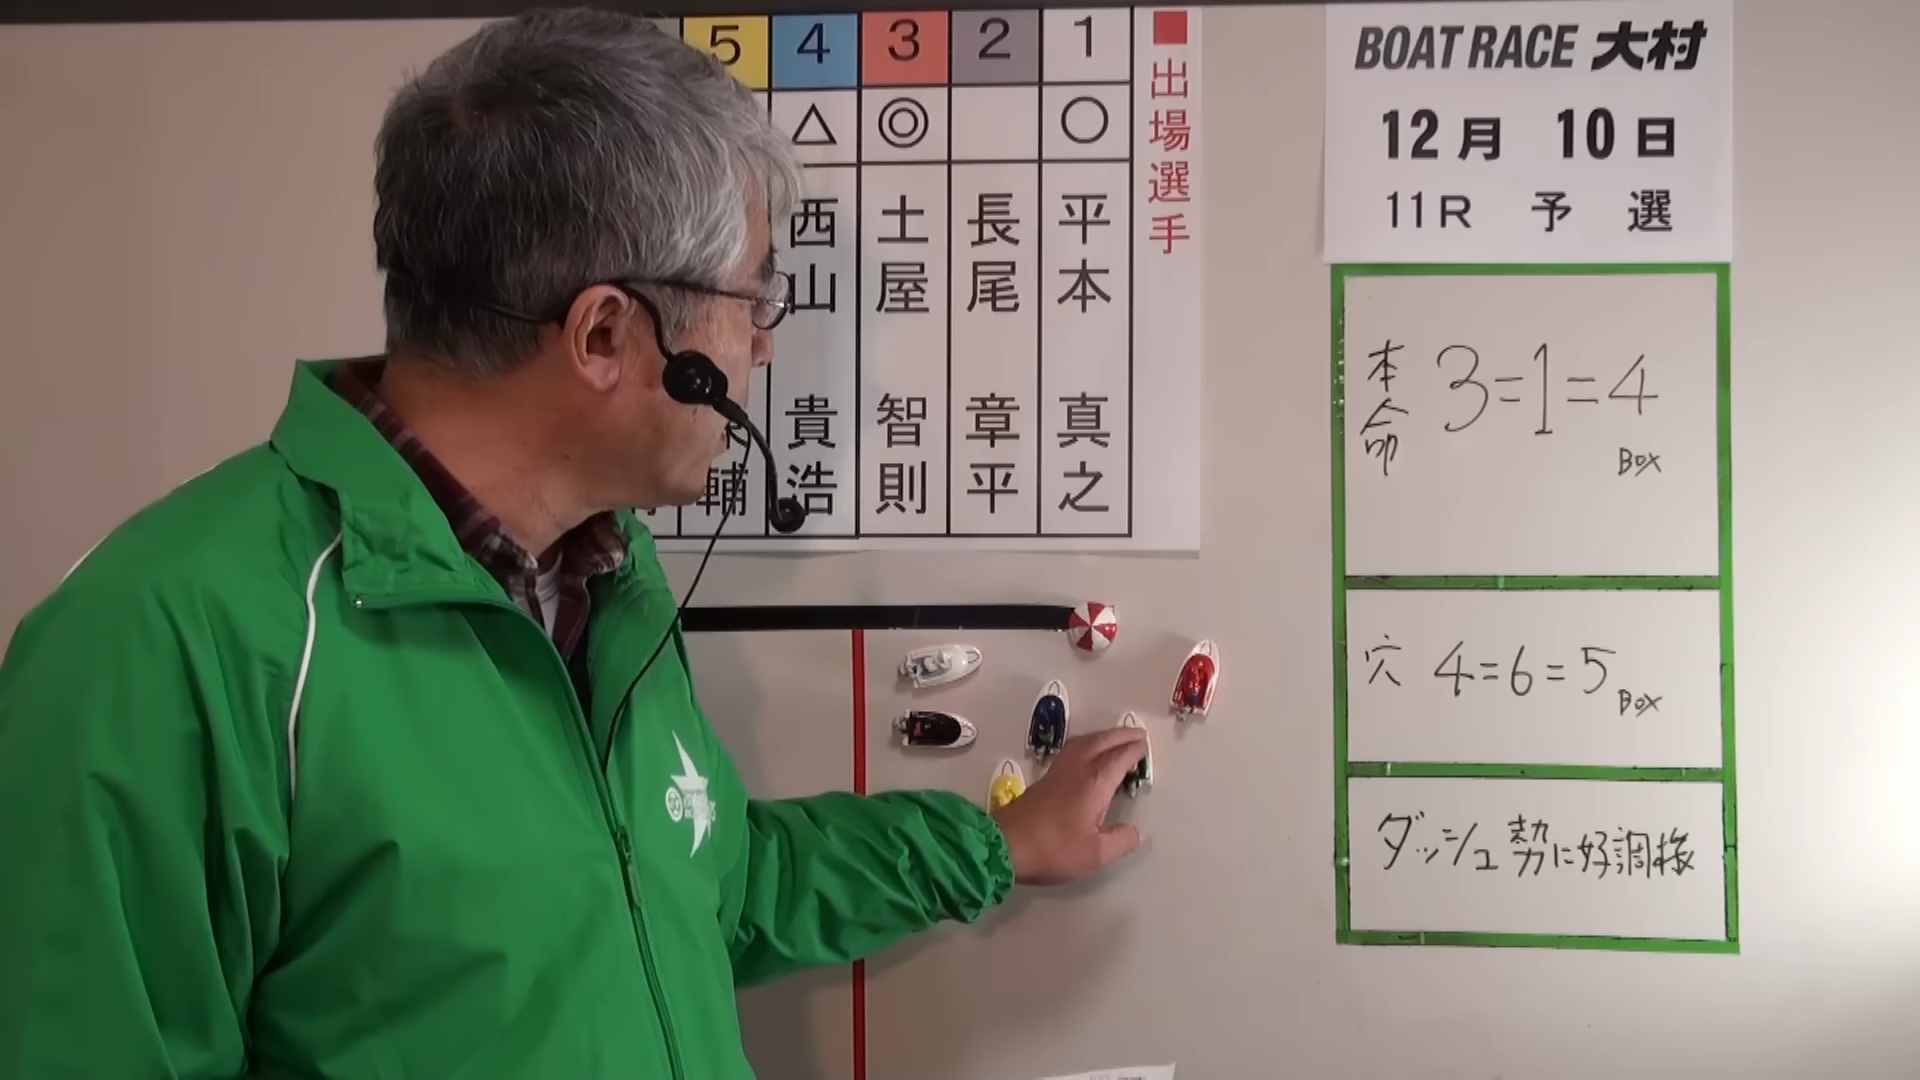 BOAT RACE 大村
12月 10日
11R 予選
■出場選手
1 ○ 平本 真之
2 長尾 章平
3 ◎ 土屋 智則
4 △ 西山 貴浩
5 輔
本命 3=1=4 BOX
穴 4=6=5 BOX
ダッシュ勢に好調機